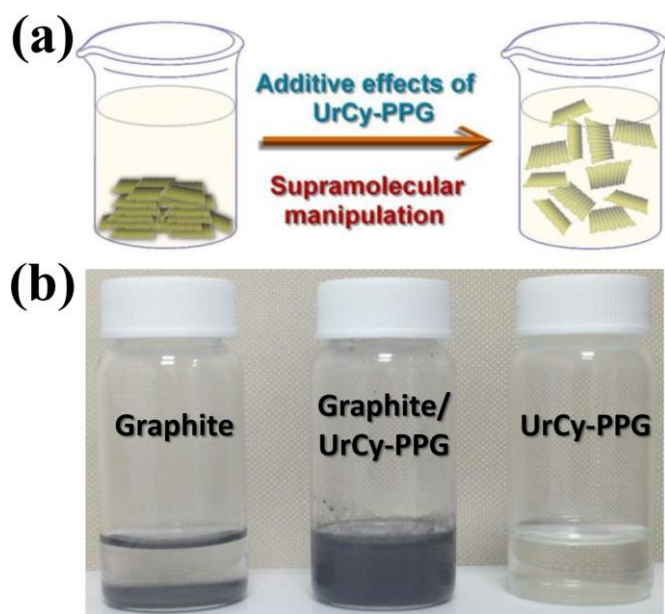 (a)
Additive effects of
UrCy-PPG
Supramolecular
manipulation
(b)
Graphite
Graphite/
UrCy-PPG
UrCy-PPG